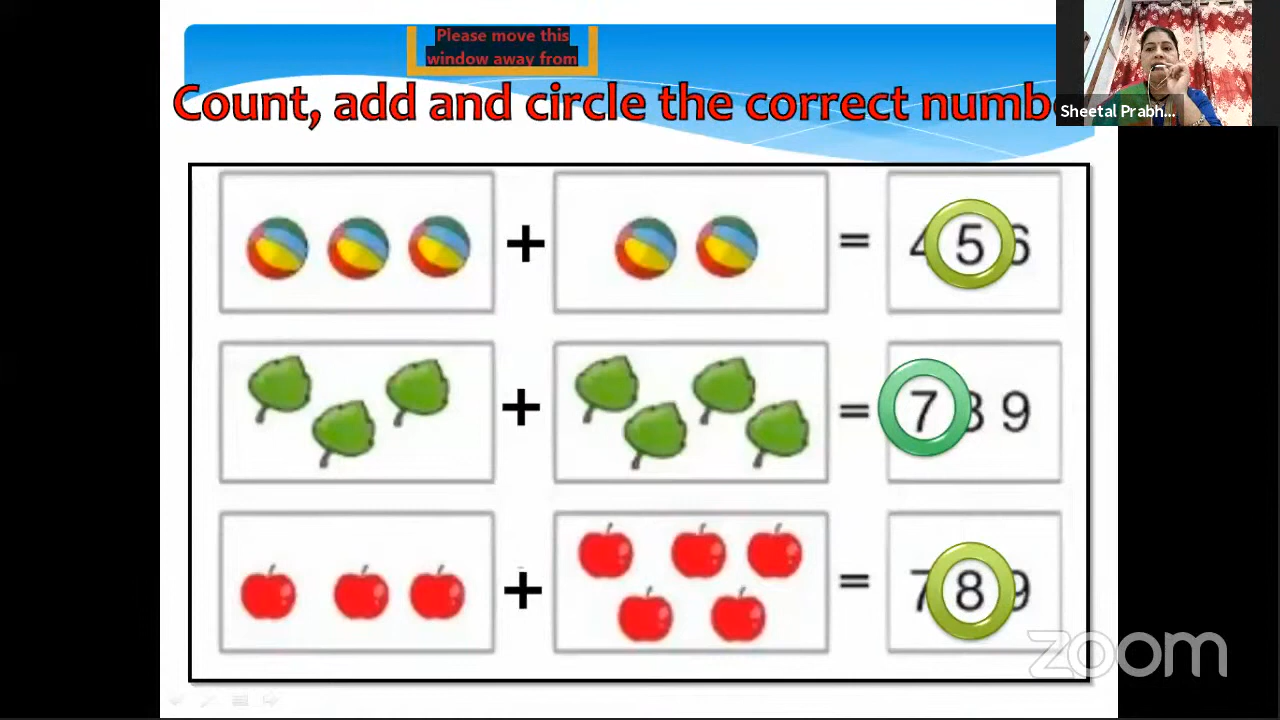 Please move this
window away from
Count, add and circle the correct numb
Sheetal Prabh...
+ = 4 5 6
+ = 7 8 9
+ = 7 8 9
zoom